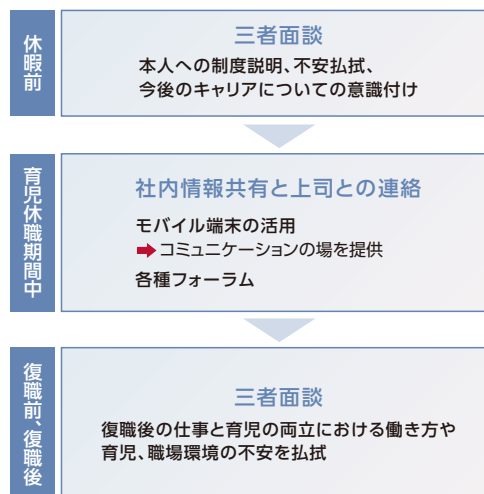 休暇前
三者面談
本人への制度説明、不安払拭、
今後のキャリアについての意識付け
育児休職期間中
社内情報共有と上司との連絡
モバイル端末の活用
➡コミュニケーションの場を提供
各種フォーラム
復職前、復職後
三者面談
復職後の仕事と育児の両立における働き方や
育児、職場環境の不安を払拭